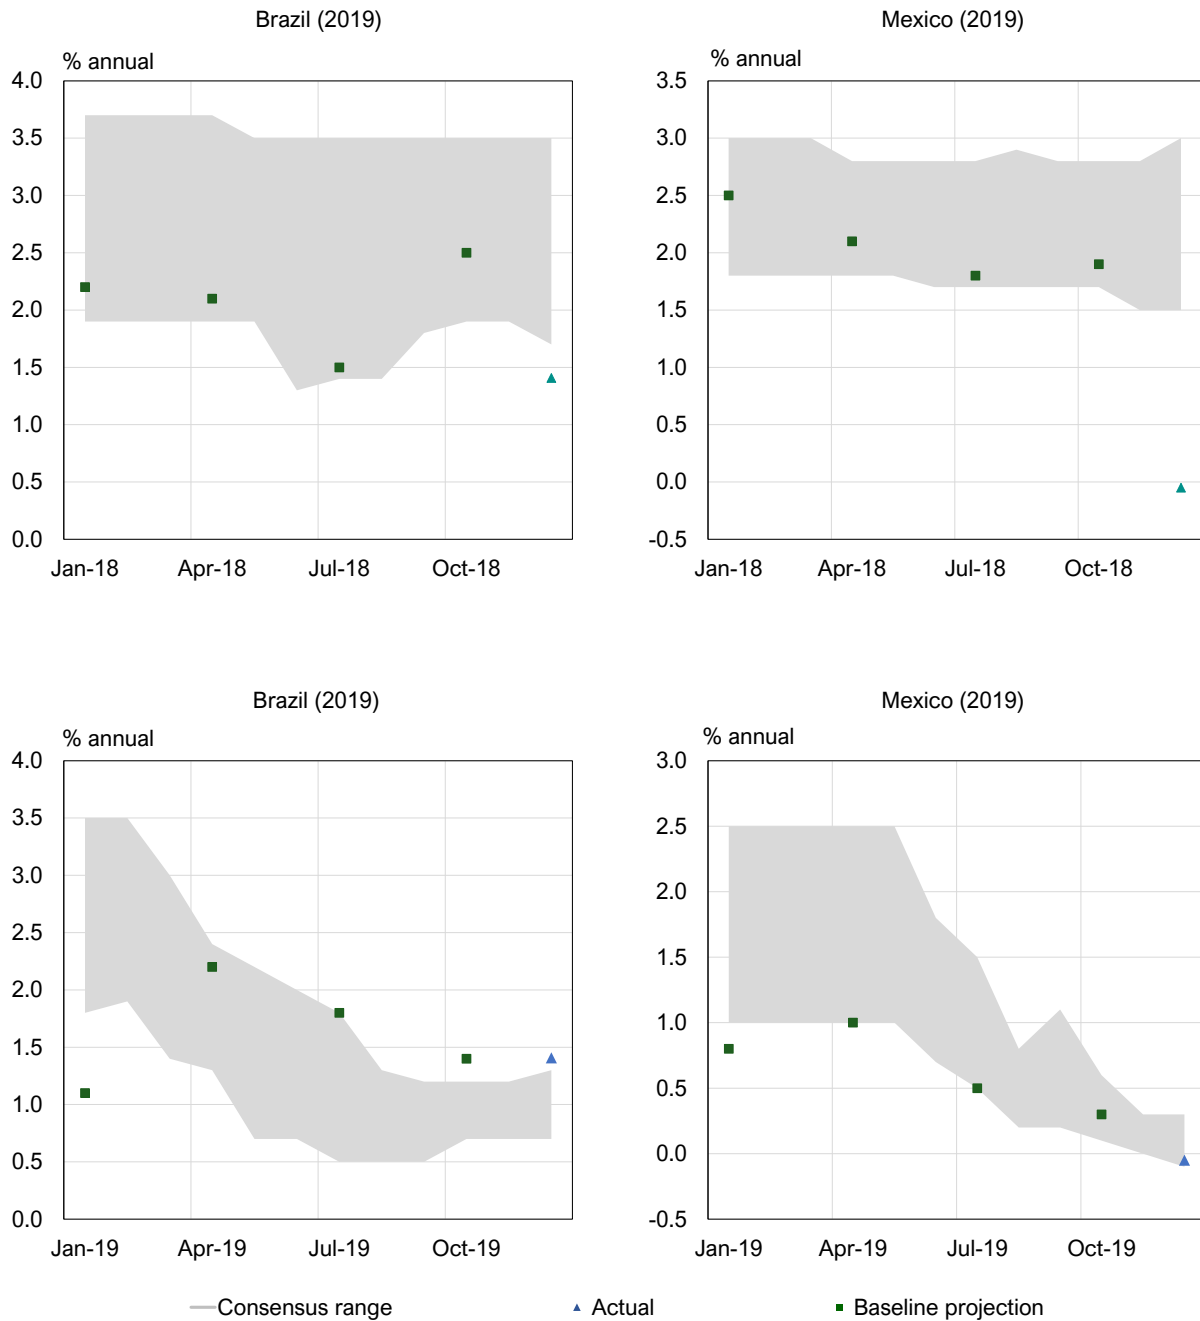 Brazil (2019)
% annual
4.0
3.5
3.0
2.5
2.0
1.5
1.0
0.5
0.0
Jan-18 Apr-18 Jul-18 Oct-18
Mexico (2019)
% annual
3.5
3.0
2.5
2.0
1.5
1.0
0.5
0.0
-0.5
Jan-18 Apr-18 Jul-18 Oct-18
Brazil (2019)
% annual
4.0
3.5
3.0
2.5
2.0
1.5
1.0
0.5
0.0
Jan-19 Apr-19 Jul-19 Oct-19
Mexico (2019)
% annual
3.0
2.5
2.0
1.5
1.0
0.5
0.0
-0.5
Jan-19 Apr-19 Jul-19 Oct-19
Consensus range Actual Baseline projection